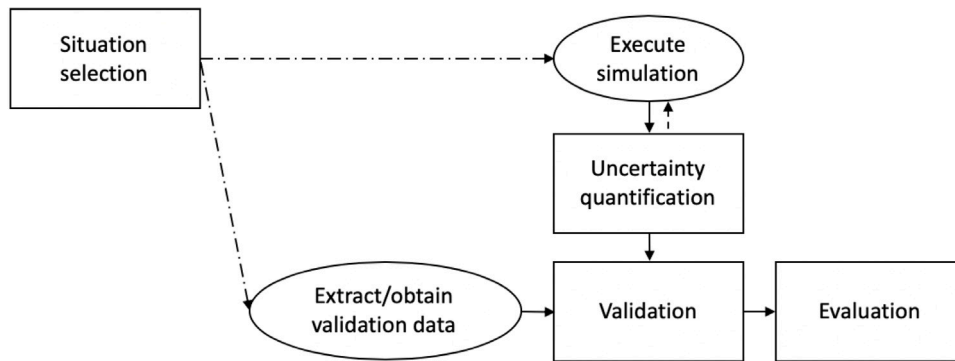 Situation
selection
Execute
simulation
Uncertainty
quantification
Extract/obtain
validation data
Validation
Evaluation